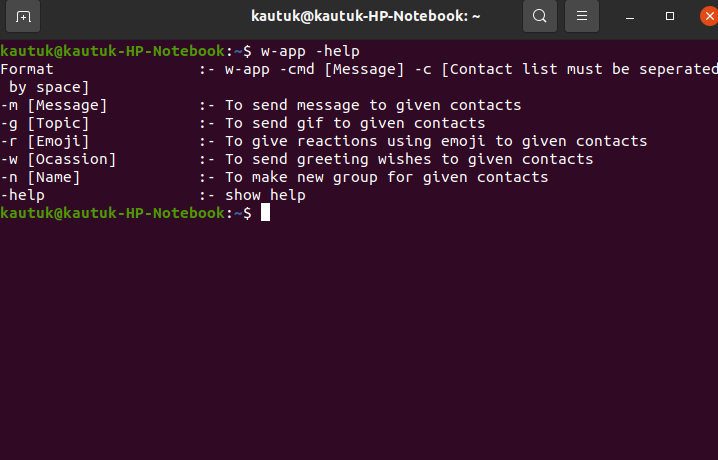 kautuk@kautuk-HP-Notebook: ~
kautuk@kautuk-HP-Notebook:~$ w-app -help
Format :- w-app -cmd [Message] -c [Contact list must be seperated
by space]
-m [Message] :- To send message to given contacts
-g [Topic] :- To send gif to given contacts
-r [Emoji] :- To give reactions using emoji to given contacts
-w [Ocassion] :- To send greeting wishes to given contacts
-n [Name] :- To make new group for given contacts
-help :- show help
kautuk@kautuk-HP-Notebook:~$